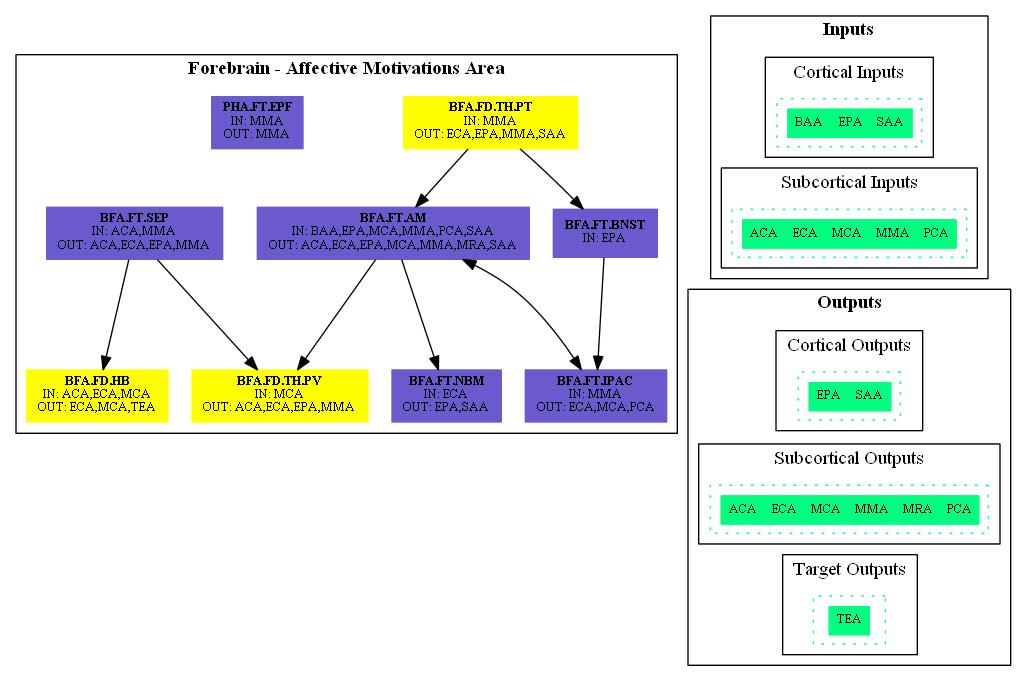 Forebrain - Affective Motivations Area
PHA.FT.EPF
IN: MMA
OUT: MMA
BFA.FD.TH.PT
IN: MMA
OUT: ECA,EPA,MMA,SAA
BFA.FT.SEP
IN: ACA,MMA
OUT: ACA,ECA,EPA,MMA
BFA.FT.AM
IN: BAA,EPA,MCA,MMA,PCA,SAA
OUT: ACA,ECA,EPA,MCA,MMA,MRA,SAA
BFA.FT.BNST
IN: EPA
BFA.FD.HB
IN: ACA,ECA,MCA
OUT: ECA,MCA,TEA
BFA.FD.TH.PV
IN: MCA
OUT: ACA,ECA,EPA,MMA
BFA.FT.NBM
IN: ECA
OUT: EPA,SAA
BFA.FT.IPAC
IN: MMA
OUT: ECA,MCA,PCA
Inputs
Cortical Inputs
BAA EPA SAA
Subcortical Inputs
ACA ECA MCA MMA PCA
Outputs
Cortical Outputs
EPA SAA
Subcortical Outputs
ACA ECA MCA MMA MRA PCA
Target Outputs
TEA